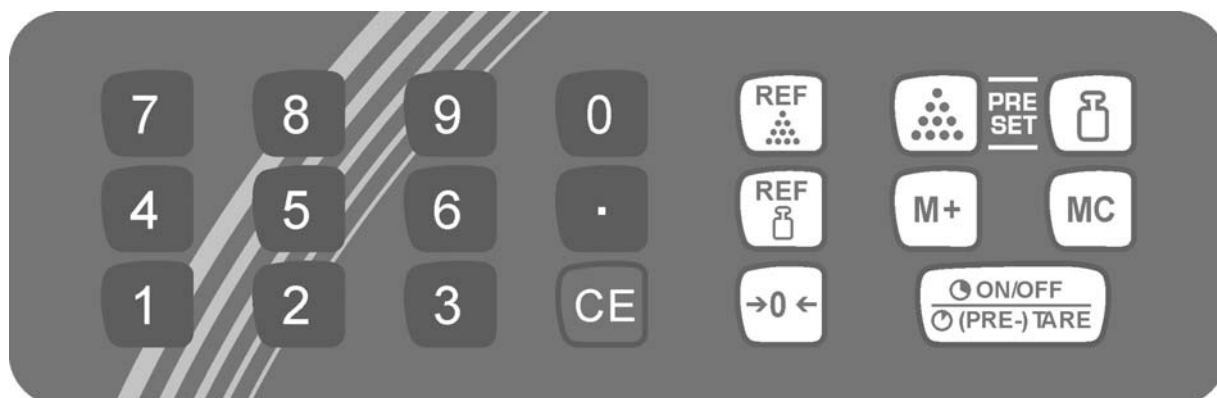 7 8 9 0 REF PRE SET
4 5 6 . REF M+ MC
1 2 3 CE →0← ON/OFF
(PRE-) TARE